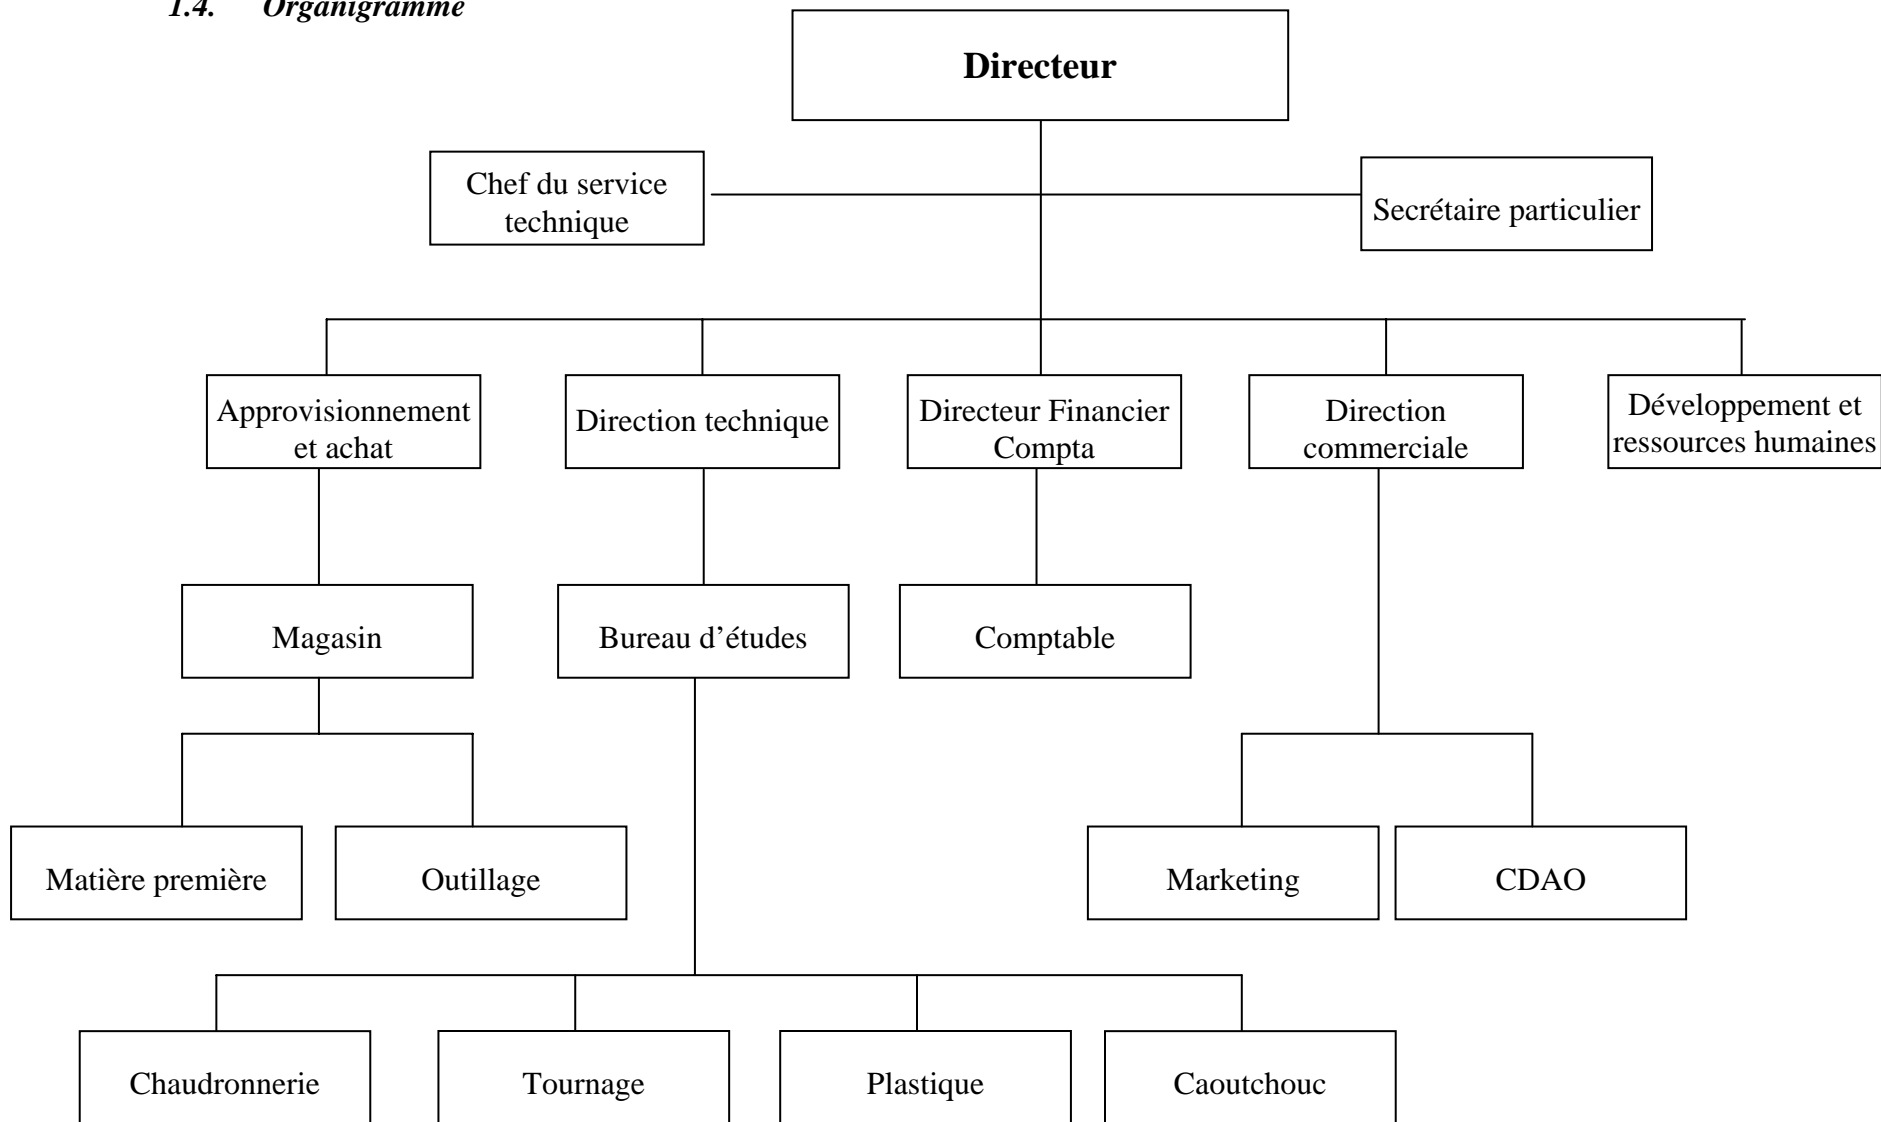 1.4. Organigramme
Directeur
Chef du service
technique
Secrétaire particulier
Approvisionnement
et achat
Direction technique
Directeur Financier
Compta
Direction
commerciale
Développement et
ressources humaines
Magasin
Bureau d’études
Comptable
Matière première
Outillage
Marketing
CDAO
Chaudronnerie
Tournage
Plastique
Caoutchouc